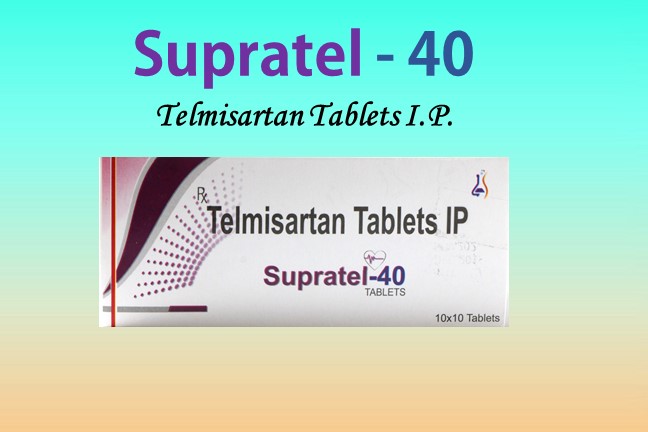 Supratel - 40
Telmisartan Tablets I.P.
Rx
Telmisartan Tablets IP
Supratel-40
TABLETS
10x10 Tablets